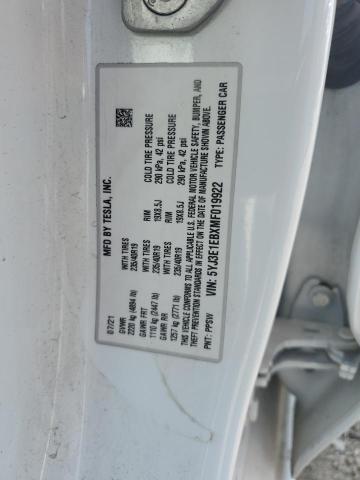 MFD BY TESLA, INC.
07/21
GVWR
2220 kg (4894 LB)
GAWR FRT WITH TIRES RIM COLD TIRE PRESSURE
1110 kg (2447 LB) 235/40R19 19X8.5J 290 kPa, 42 psi
GAWR RR WITH TIRES RIM COLD TIRE PRESSURE
1257 kg (2771 LB) 235/40R19 19X8.5J 290 kPa, 42 psi
THIS VEHICLE CONFORMS TO ALL APPLICABLE U.S. FEDERAL MOTOR VEHICLE SAFETY, BUMPER, AND
THEFT PREVENTION STANDARDS IN EFFECT ON THE DATE OF MANUFACTURE SHOWN ABOVE.
VIN: 5YJ3E1EBXMF019922 TYPE: PASSENGER CAR
PNT: PPSW